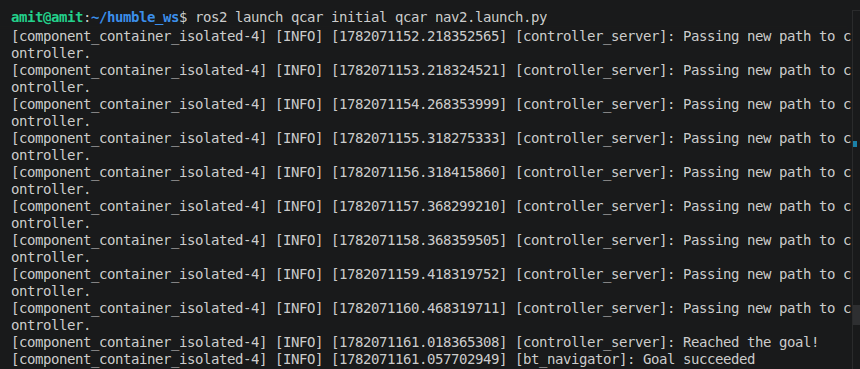 amit@amit:~/humble_ws$ ros2 launch qcar initial qcar nav2.launch.py
[component_container_isolated-4] [INFO] [1782071152.218352565] [controller_server]: Passing new path to c
ontroller.
[component_container_isolated-4] [INFO] [1782071153.218324521] [controller_server]: Passing new path to c
ontroller.
[component_container_isolated-4] [INFO] [1782071154.268353999] [controller_server]: Passing new path to c
ontroller.
[component_container_isolated-4] [INFO] [1782071155.318275333] [controller_server]: Passing new path to c
ontroller.
[component_container_isolated-4] [INFO] [1782071156.318415860] [controller_server]: Passing new path to c
ontroller.
[component_container_isolated-4] [INFO] [1782071157.368299210] [controller_server]: Passing new path to c
ontroller.
[component_container_isolated-4] [INFO] [1782071158.368359505] [controller_server]: Passing new path to c
ontroller.
[component_container_isolated-4] [INFO] [1782071159.418319752] [controller_server]: Passing new path to c
ontroller.
[component_container_isolated-4] [INFO] [1782071160.468319711] [controller_server]: Passing new path to c
ontroller.
[component_container_isolated-4] [INFO] [1782071161.018365308] [controller_server]: Reached the goal!
[component_container_isolated-4] [INFO] [1782071161.057702949] [bt_navigator]: Goal succeeded